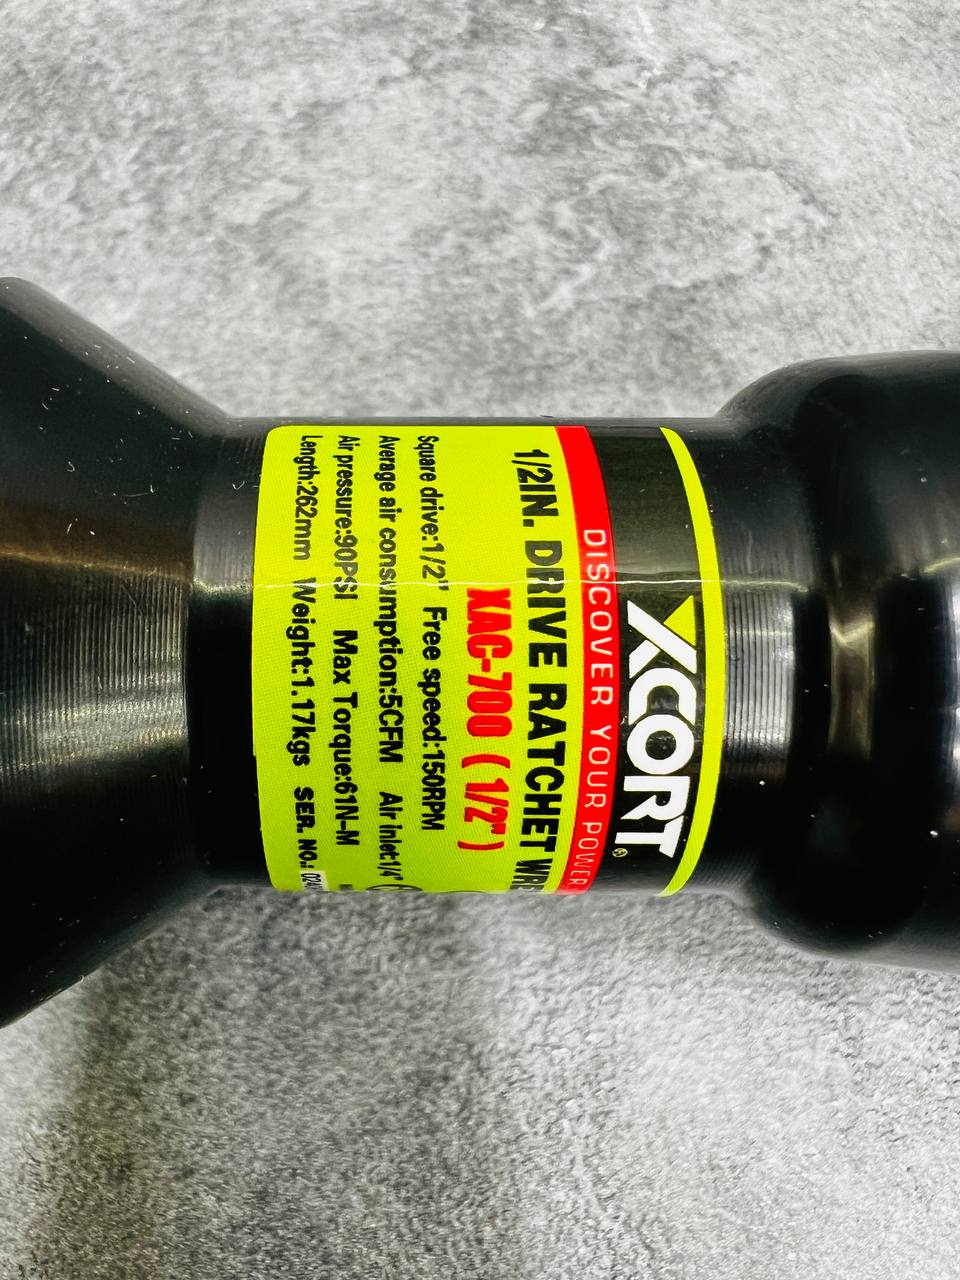 XCORT®
DISCOVER YOUR POWER
1/2IN. DRIVE RATCHET
XAC-700 ( 1/2" )
Square drive:1/2" Free speed:150RPM
Average air consumption:5CFM Air inlet:1/4"
Air pressure:90PSI Max Torque:61N-M
Length:262mm Weight:1.17kgs SER. NO.: